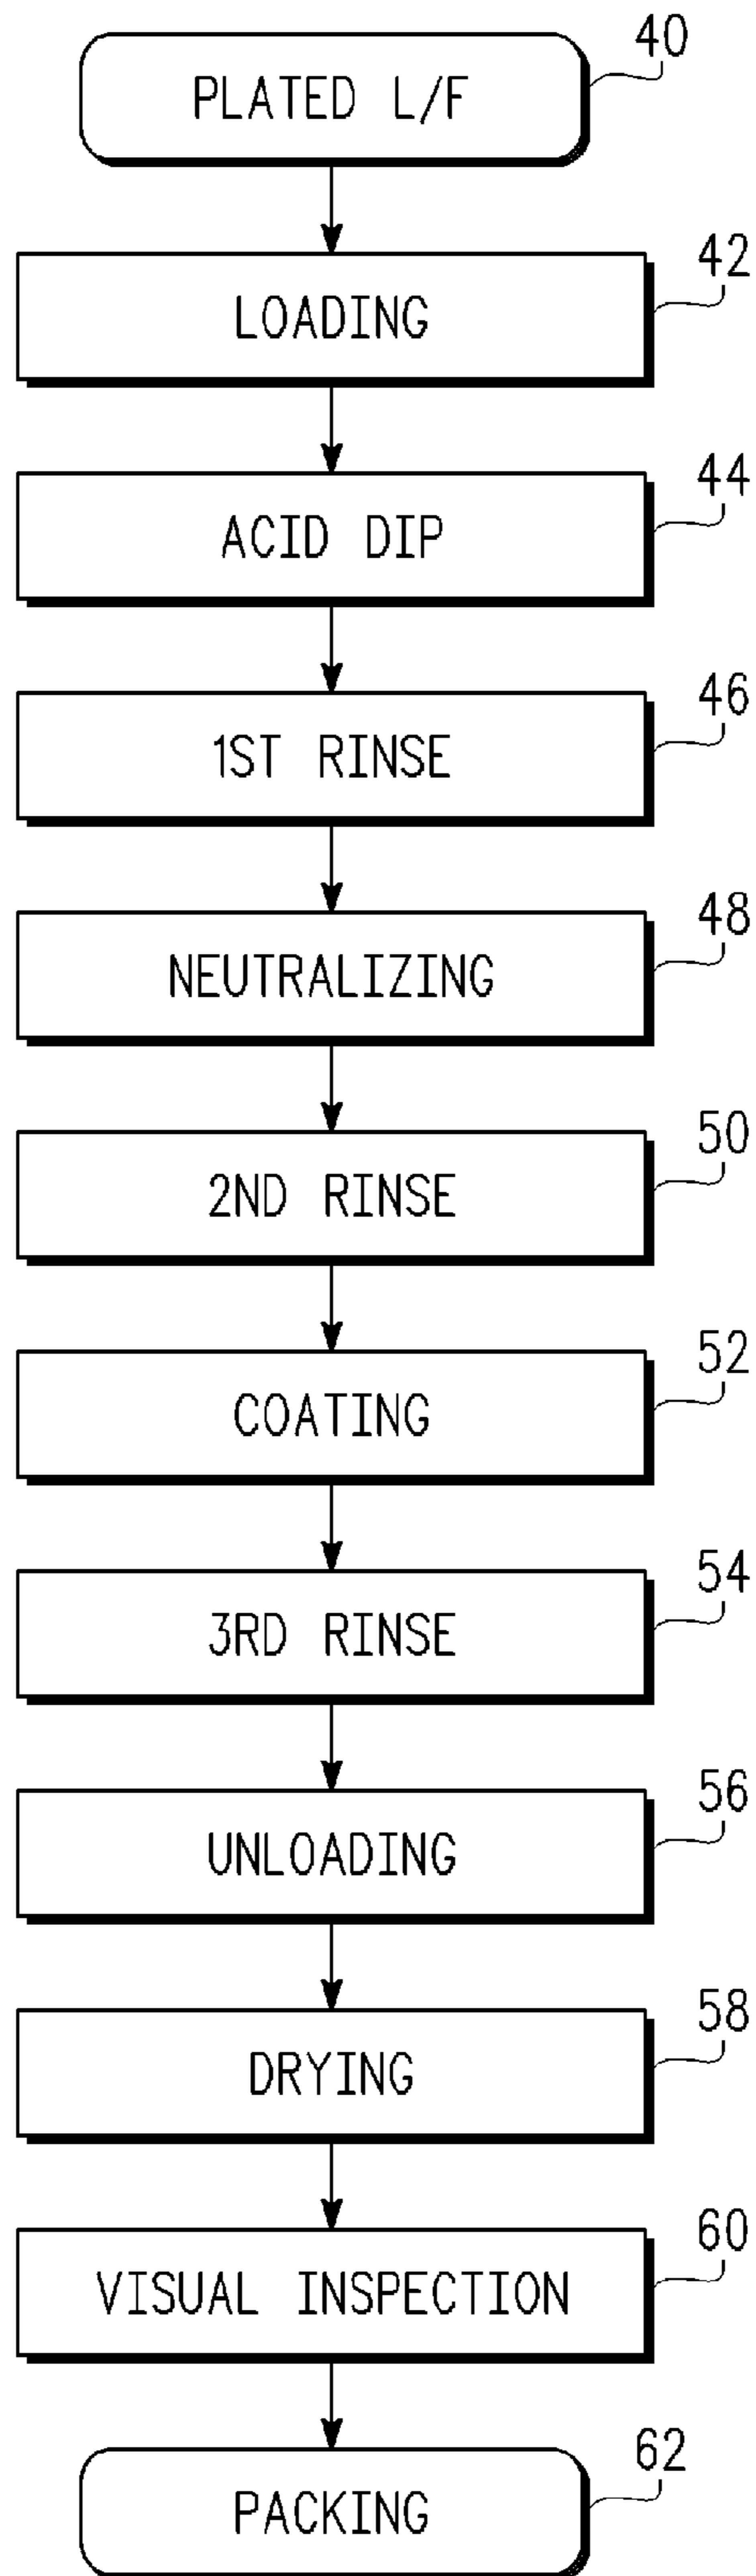 40
PLATED L/F
42
LOADING
44
ACID DIP
46
1ST RINSE
48
NEUTRALIZING
50
2ND RINSE
52
COATING
54
3RD RINSE
56
UNLOADING
58
DRYING
60
VISUAL INSPECTION
62
PACKING